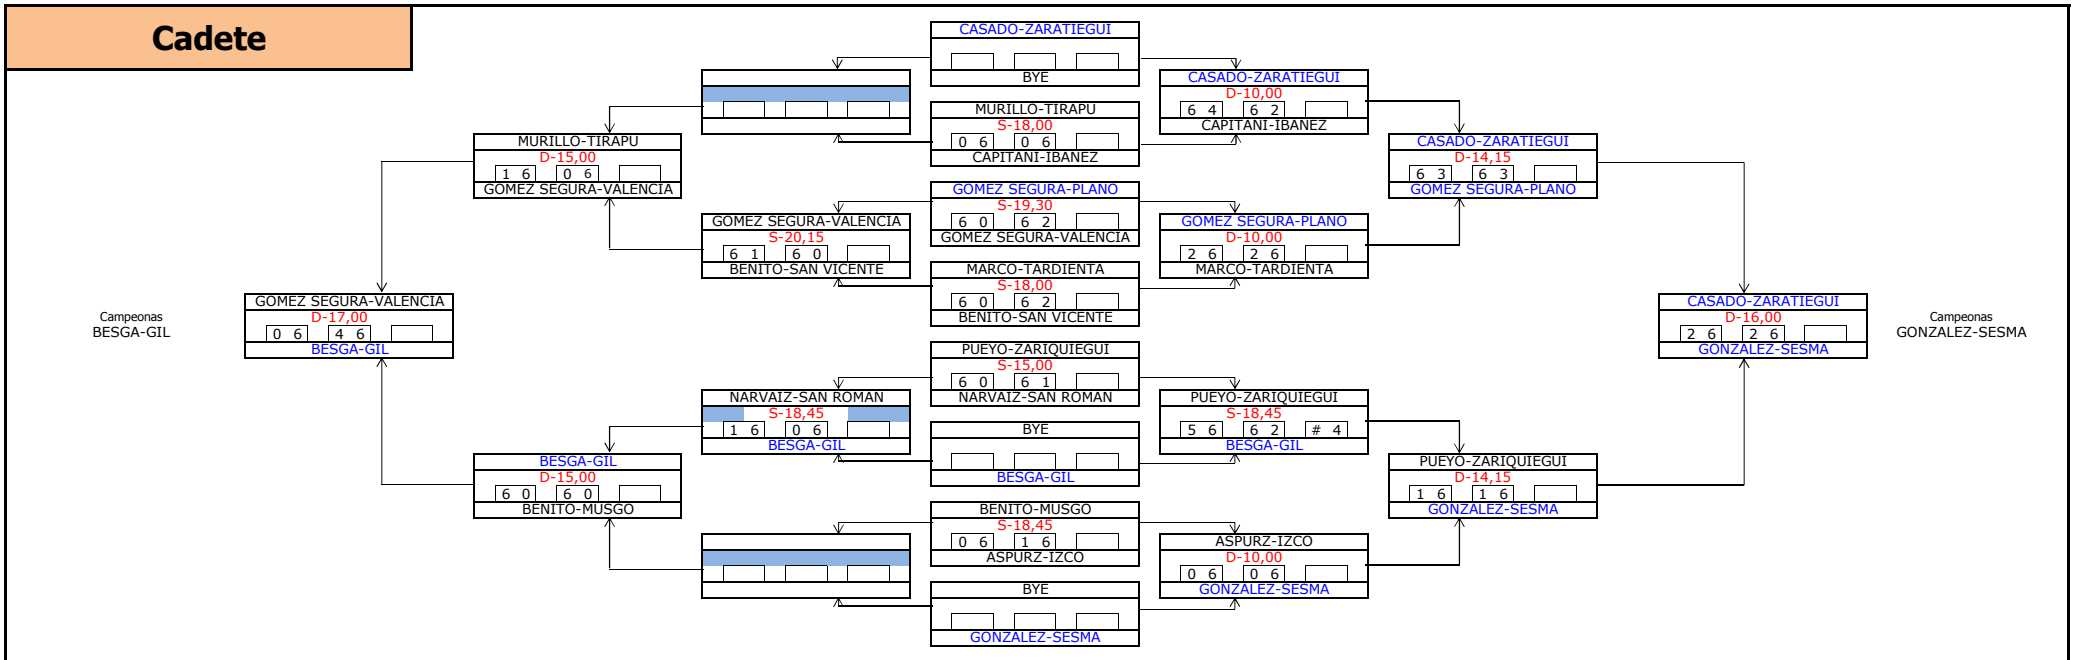 Cadete
CASADO-ZARATIEGUI
BYE
MURILLO-TIRAPU
S-18,00
0 6 0 6
CAPITANI-IBANEZ
GOMEZ SEGURA-PLANO
S-19,30
6 0 6 2
GOMEZ SEGURA-VALENCIA
MARCO-TARDIENTA
S-18,00
6 0 6 2
BENITO-SAN VICENTE
PUEYO-ZARIQUIEGUI
S-15,00
6 0 6 1
NARVAIZ-SAN ROMAN
BYE
BESGA-GIL
BENITO-MUSGO
S-18,45
0 6 1 6
ASPURZ-IZCO
BYE
GONZALEZ-SESMA
GOMEZ SEGURA-VALENCIA
S-20,15
6 1 6 0
BENITO-SAN VICENTE
NARVAIZ-SAN ROMAN
S-18,45
1 6 0 6
BESGA-GIL
MURILLO-TIRAPU
D-15,00
1 6 0 6
GOMEZ SEGURA-VALENCIA
BESGA-GIL
D-15,00
6 0 6 0
BENITO-MUSGO
GOMEZ SEGURA-VALENCIA
D-17,00
0 6 4 6
BESGA-GIL
Campeonas
BESGA-GIL
CASADO-ZARATIEGUI
D-10,00
6 4 6 2
CAPITANI-IBANEZ
GOMEZ SEGURA-PLANO
D-10,00
2 6 2 6
MARCO-TARDIENTA
PUEYO-ZARIQUIEGUI
S-18,45
5 6 6 2 # 4
BESGA-GIL
ASPURZ-IZCO
D-10,00
0 6 0 6
GONZALEZ-SESMA
CASADO-ZARATIEGUI
D-14,15
6 3 6 3
GOMEZ SEGURA-PLANO
PUEYO-ZARIQUIEGUI
D-14,15
1 6 1 6
GONZALEZ-SESMA
CASADO-ZARATIEGUI
D-16,00
2 6 2 6
GONZALEZ-SESMA
Campeonas
GONZALEZ-SESMA